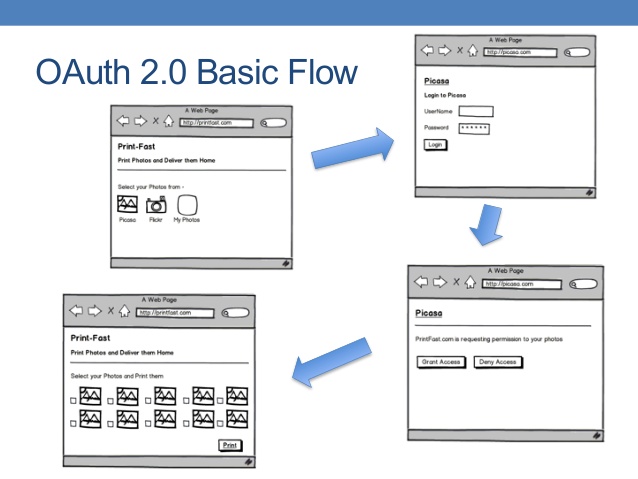 OAuth 2.0 Basic Flow
A Web Page
http://printfast.com
Print-Fast
Print Photos and Deliver them Home
Select your Photos from -
Picasa
Flickr
My Photos
A Web Page
http://picasa.com
Picasa
Login to Picasa
UserName
Password
******
Login
A Web Page
http://picasa.com
Picasa
PrintFast.com is requesting permission to your photos
Grant Access
Deny Access
A Web Page
http://printfast.com
Print-Fast
Print Photos and Deliver them Home
Select your Photos and Print them
Print